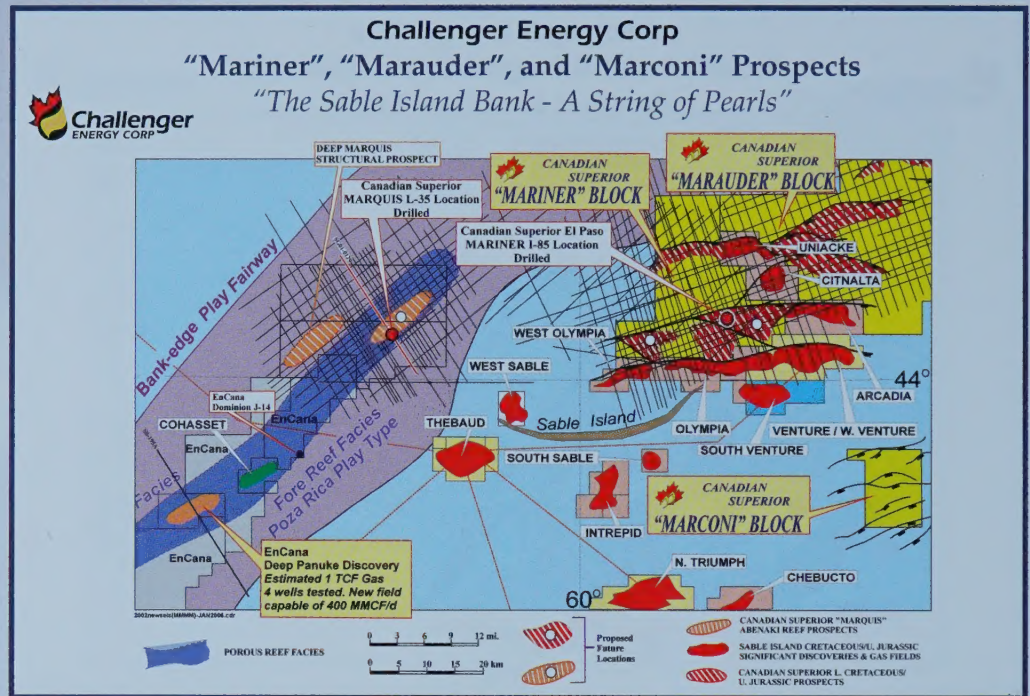 Challenger Energy Corp
"Mariner", "Marauder", and "Marconi" Prospects
"The Sable Island Bank - A String of Pearls"
Challenger
ENERGY CORP
DEEP MARQUIS
STRUCTURAL PROSPECT
Canadian Superior
MARQUIS L-35 Location
Drilled
CANADIAN
SUPERIOR
"MARINER" BLOCK
CANADIAN
SUPERIOR
"MARAUDER" BLOCK
Canadian Superior El Paso
MARINER I-85 Location
Drilled
UNIACKE
CITNALTA
Bank-edge Play Fairway
WEST OLYMPIA
WEST SABLE
44°
ARCADIA
EnCana
Dominion J-14
EnCana
COHASSET
THEBAUD
Sable Island
OLYMPIA
VENTURE / W. VENTURE
SOUTH VENTURE
EnCana
Fore Reef Facies
Poza Rica Play Type
SOUTH SABLE
Facies
CANADIAN
SUPERIOR
"MARCONI" BLOCK
INTREPID
EnCana
EnCana
Deep Panuke Discovery
Estimated 1 TCF Gas
4 wells tested. New field
capable of 400 MMCF/d
N. TRIUMPH
CHEBUCTO
60°
2002newseis(MMMM)-JAN2006.cdr
POROUS REEF FACIES
0 3 6 9 12 mi.
0 5 10 15 20 km
Proposed
Future
Locations
CANADIAN SUPERIOR "MARQUIS"
ABENAKI REEF PROSPECTS
SABLE ISLAND CRETACEOUS/U. JURASSIC
SIGNIFICANT DISCOVERIES & GAS FIELDS
CANADIAN SUPERIOR L. CRETACEOUS/
U. JURASSIC PROSPECTS